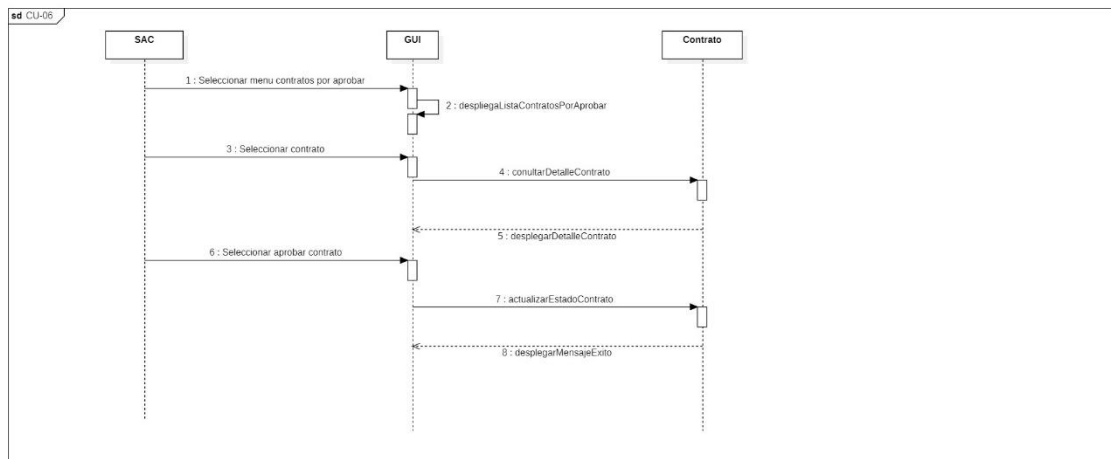 sd CU-06
SAC
GUI
Contrato
1 : Seleccionar menu contratos por aprobar
2 : despliegaListaContratosPorAprobar
3 : Seleccionar contrato
4 : conultarDetalleContrato
5 : desplegarDetalleContrato
6 : Seleccionar aprobar contrato
7 : actualizarEstadoContrato
8 : desplegarMensajeExito